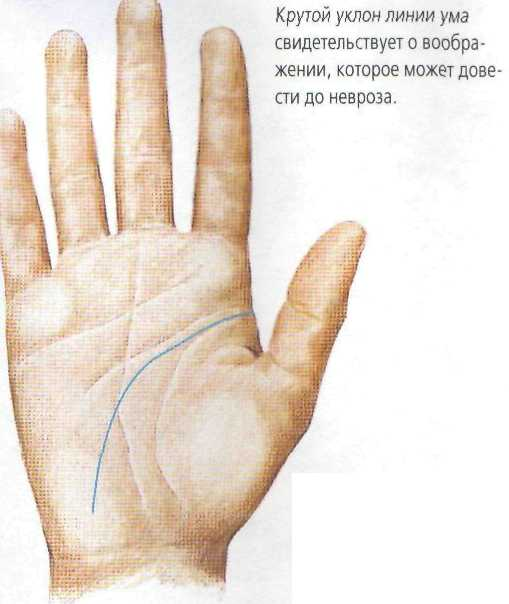 Крутой уклон линии ума
свидетельствует о вообра-
жении, которое может дове-
сти до невроза.